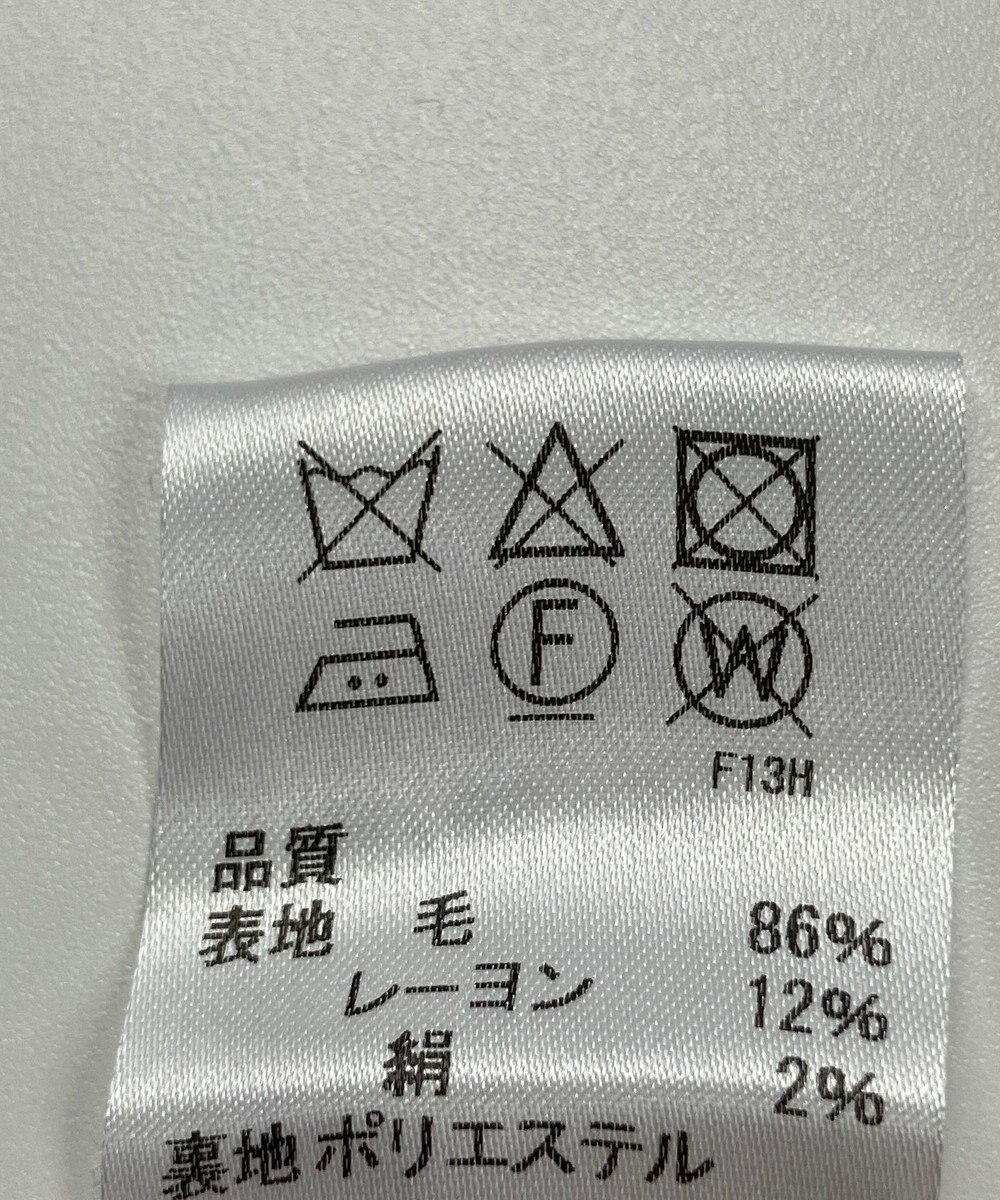 F
W
F13H
品質
表地 毛 86%
レーヨン 12%
絹 2%
裏地 ポリエステル